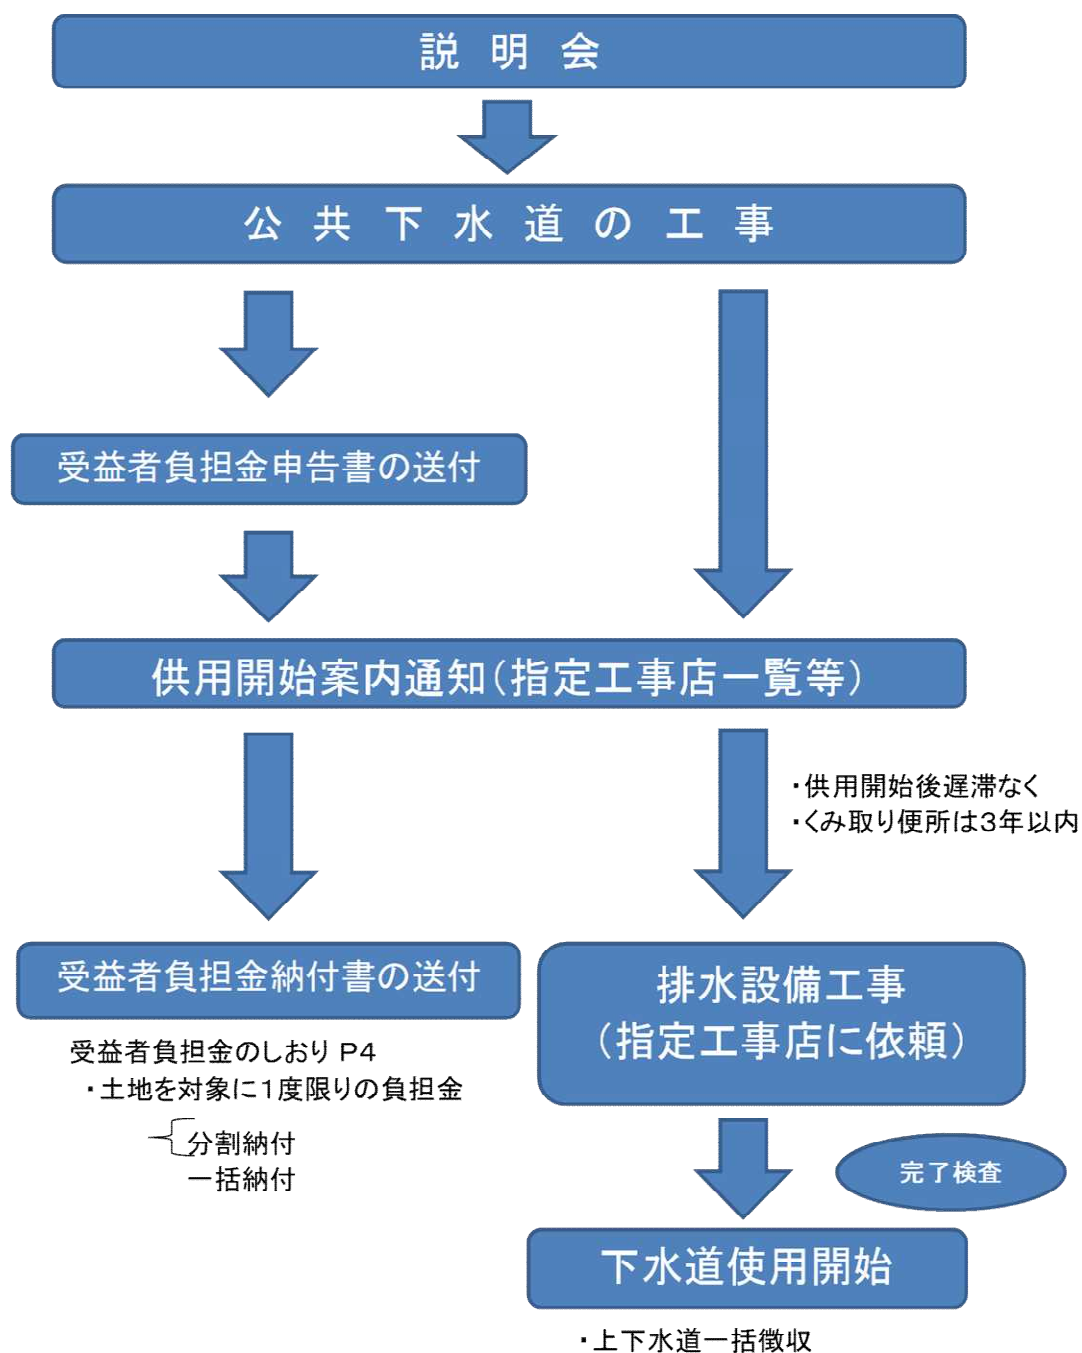 説明会
公共下水道の工事
受益者負担金申告書の送付
供用開始案内通知（指定工事店一覧等）
・供用開始後遅滞なく
・くみ取り便所は３年以内
受益者負担金納付書の送付
受益者負担金のしおり P４
・土地を対象に１度限りの負担金
分割納付
一括納付
排水設備工事
（指定工事店に依頼）
完了検査
下水道使用開始
・上下水道一括徴収